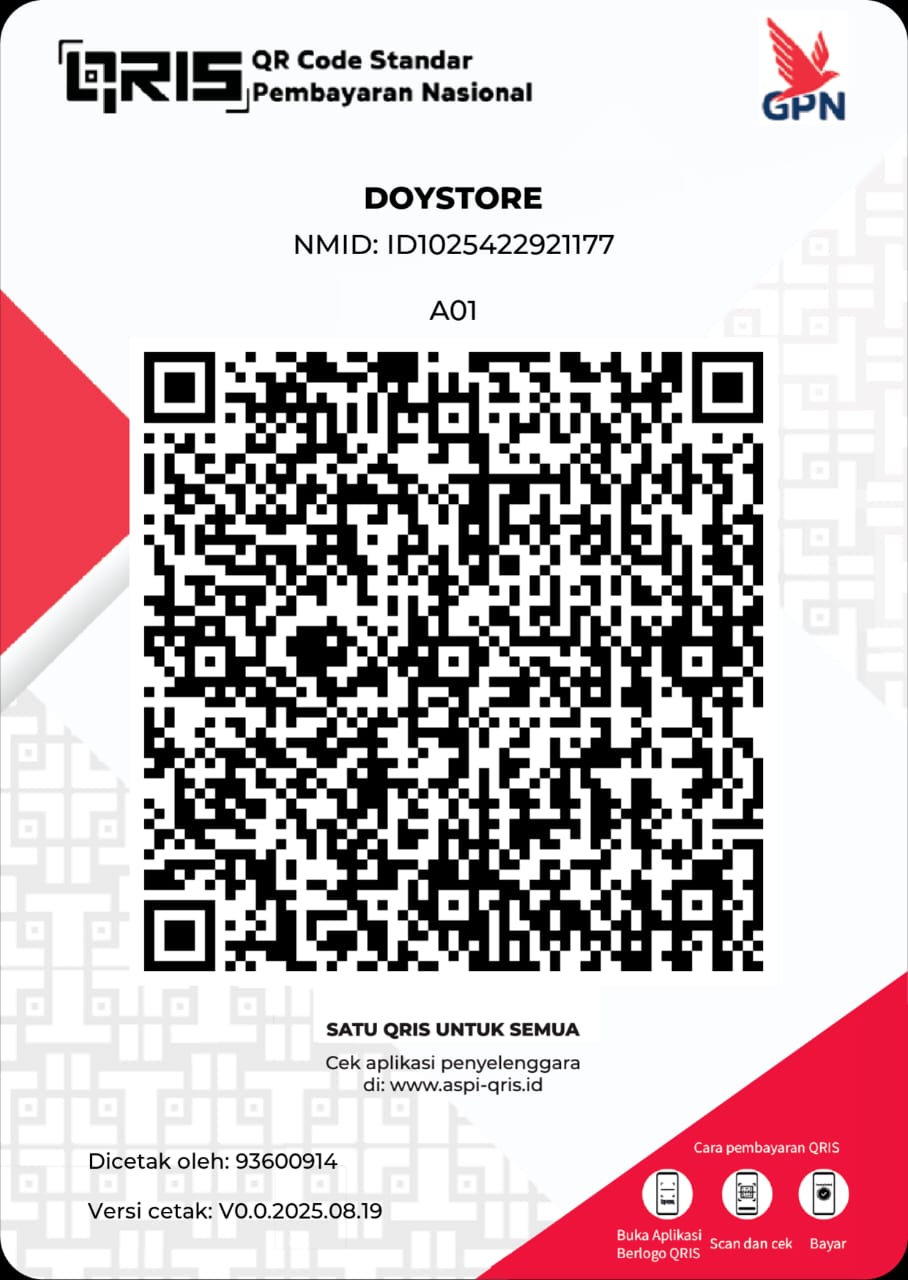 QRIS
QR Code Standar
Pembayaran Nasional
GPN
DOYSTORE
NMID: ID1025422921177
A01
SATU QRIS UNTUK SEMUA
Cek aplikasi penyelenggara
di: www.aspi-qris.id
Dicetak oleh: 93600914
Versi cetak: V0.0.2025.08.19
Cara pembayaran QRIS
Buka Aplikasi
Berlogo QRIS
Scan dan cek
Bayar